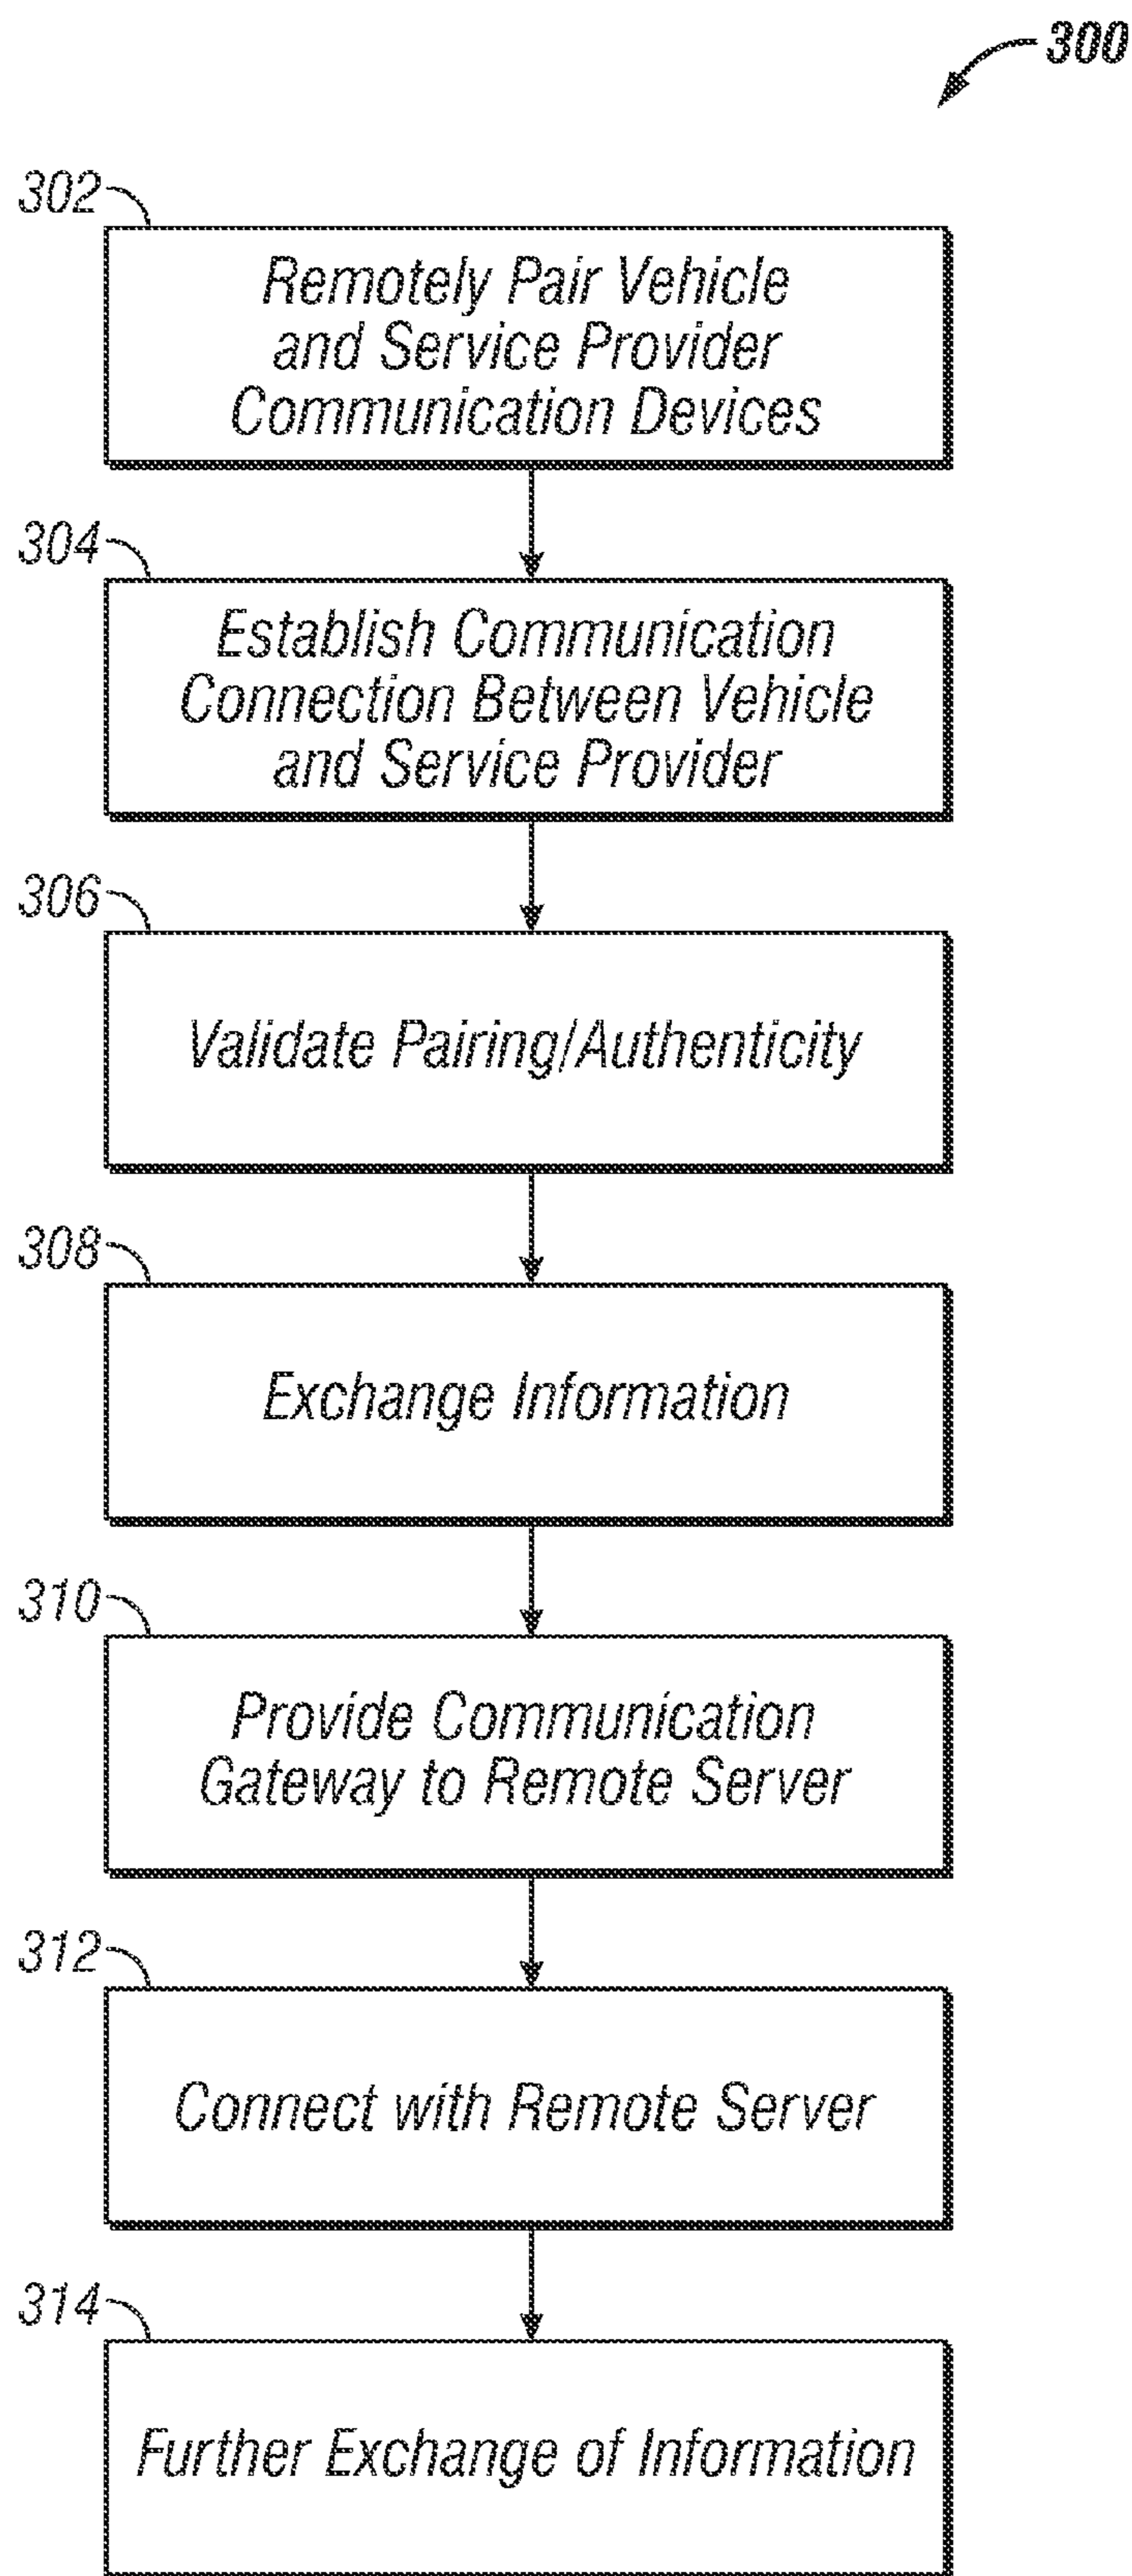 300
302
Remotely Pair Vehicle
and Service Provider
Communication Devices
304
Establish Communication
Connection Between Vehicle
and Service Provider
306
Validate Pairing/Authenticity
308
Exchange Information
310
Provide Communication
Gateway to Remote Server
312
Connect with Remote Server
314
Further Exchange of Information